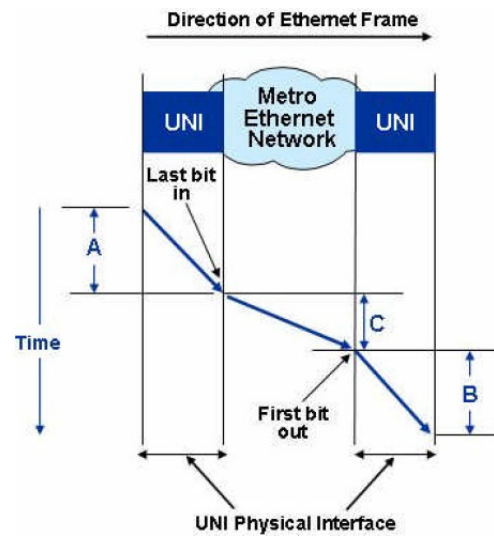 Direction of Ethernet Frame
UNI
Metro
Ethernet
Network
UNI
Last bit
in
A
Time
C
B
First bit
out
UNI Physical Interface